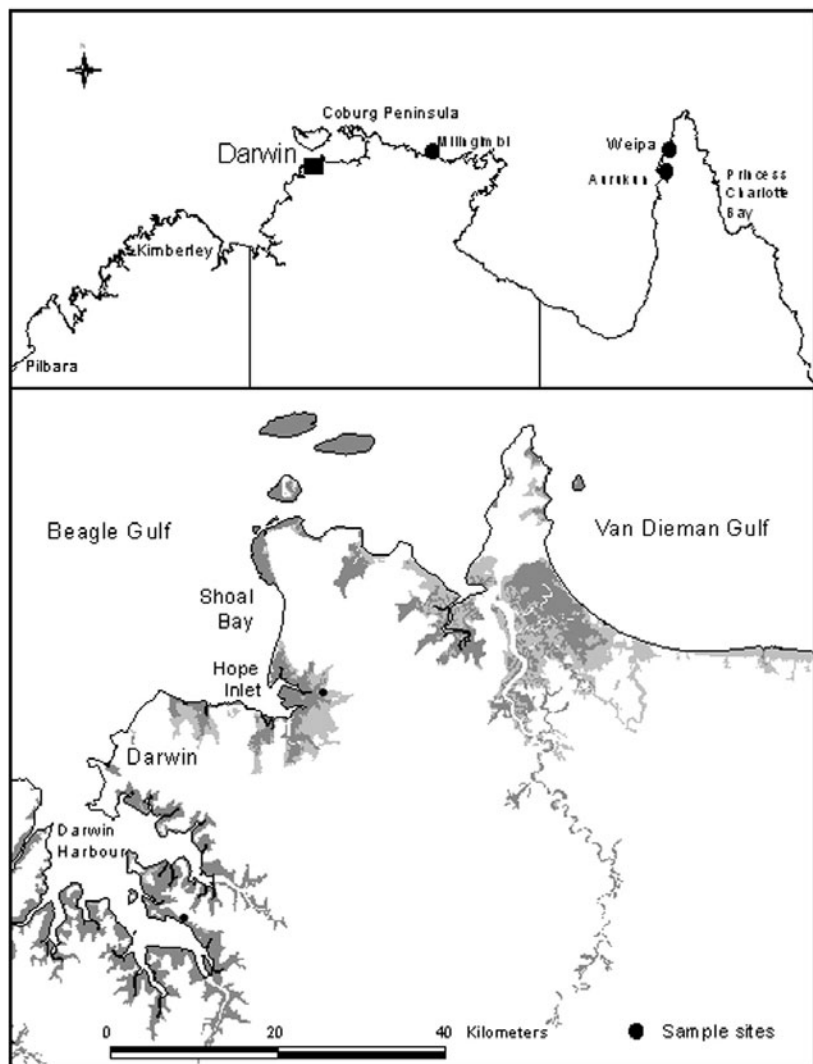 N
Coburg Peninsula
Milingimbi
Darwin
Weipa
Aurukun
Princess
Charlotte
Bay
Kimberley
Pilbara
Beagle Gulf
Van Dieman Gulf
Shoal
Bay
Hope
Inlet
Darwin
Darwin
Harbour
0
20
40
Kilometers
Sample sites